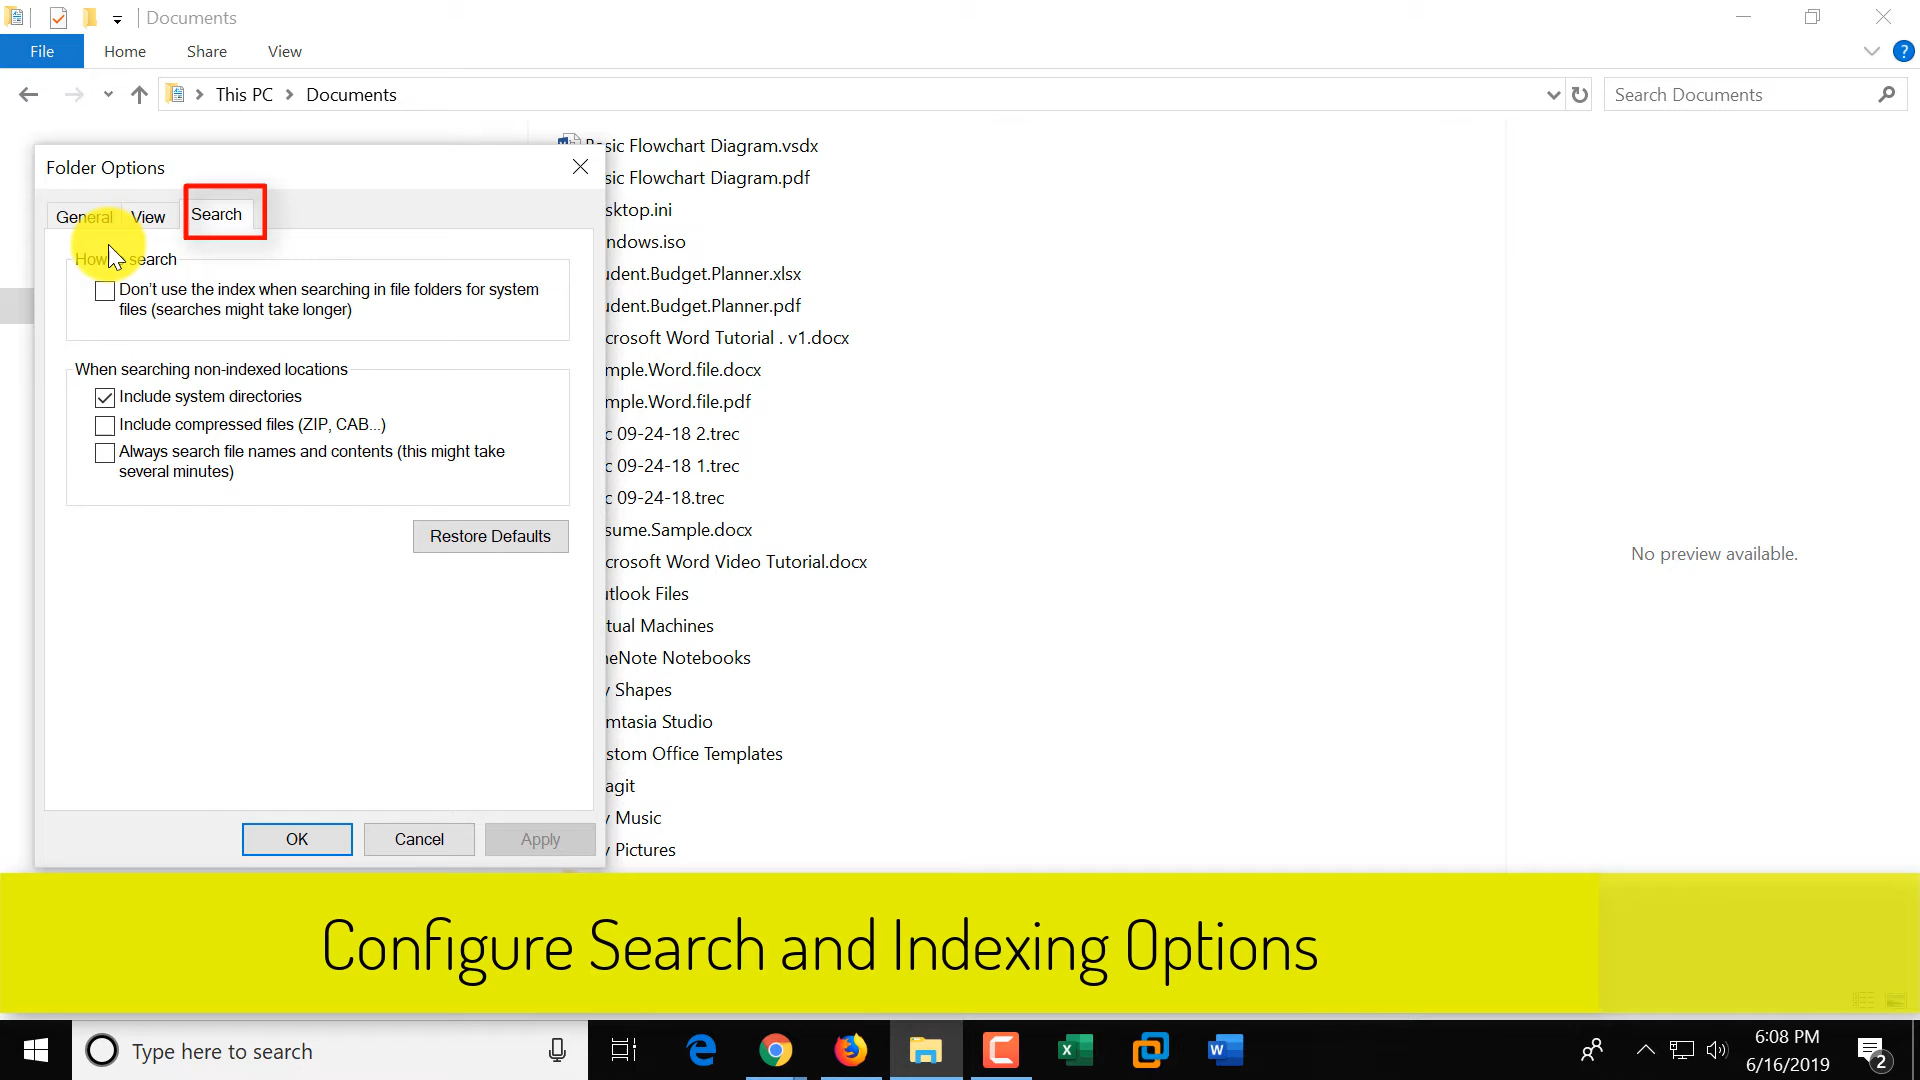 Documents
File Home Share View
This PC Documents
Search Documents
Folder Options
General View Search
How search
Don't use the index when searching in file folders for system
files (searches might take longer)
When searching non-indexed locations
Include system directories
Include compressed files (ZIP, CAB...)
Always search file names and contents (this might take
several minutes)
Restore Defaults
OK Cancel Apply
sic Flowchart Diagram.vsdx
sic Flowchart Diagram.pdf
sktop.ini
ndows.iso
udent.Budget.Planner.xlsx
udent.Budget.Planner.pdf
crosoft Word Tutorial . v1.docx
mple.Word.file.docx
mple.Word.file.pdf
c 09-24-18 2.trec
c 09-24-18 1.trec
c 09-24-18.trec
sume.Sample.docx
crosoft Word Video Tutorial.docx
utlook Files
tual Machines
neNote Notebooks
y Shapes
mtasia Studio
stom Office Templates
agit
y Music
y Pictures
No preview available.
Configure Search and Indexing Options
Type here to search
6:08 PM
6/16/2019
2